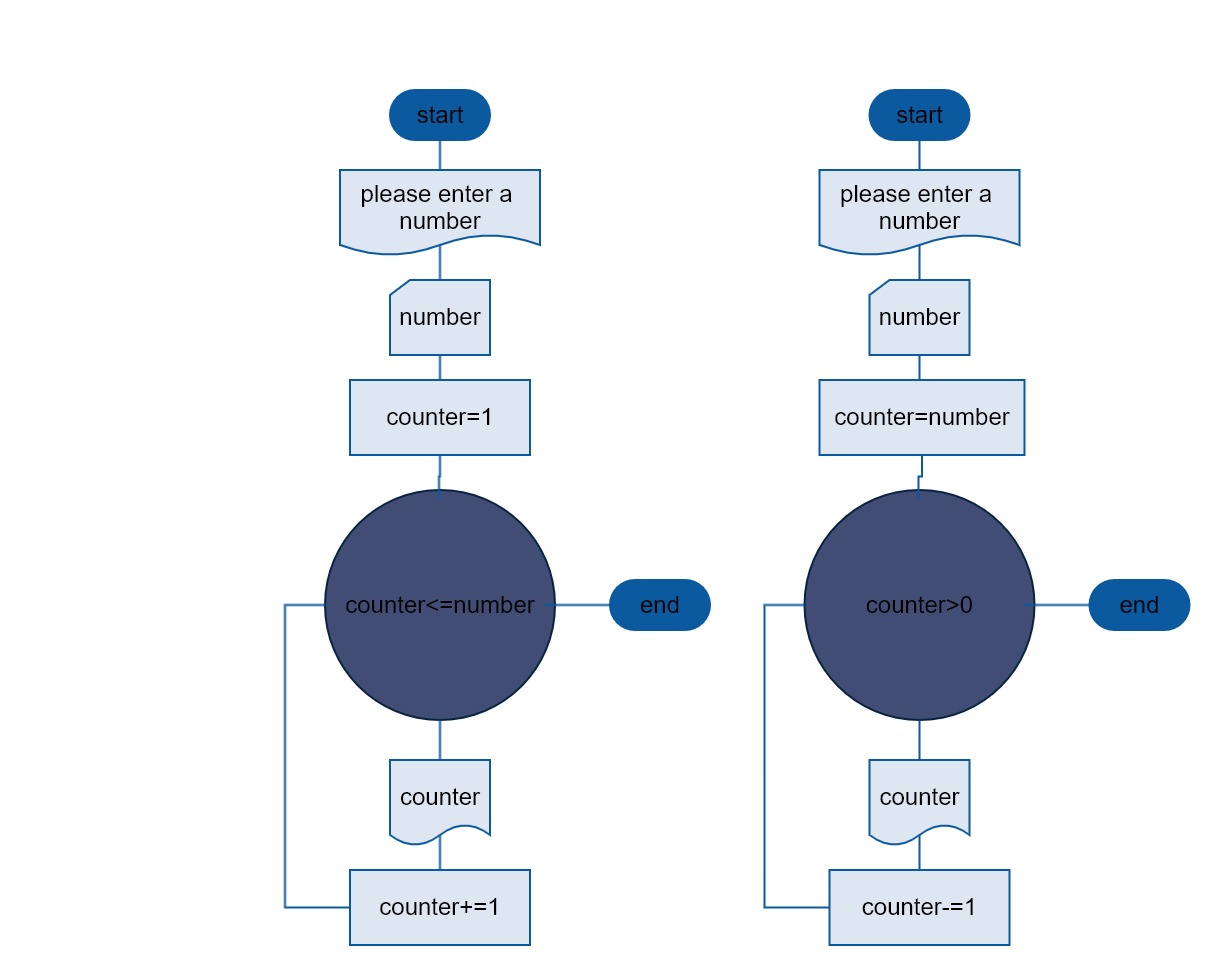 start
please enter a
number
number
counter=1
counter<=number
end
counter
counter+=1
start
please enter a
number
number
counter=number
counter>0
end
counter
counter-=1